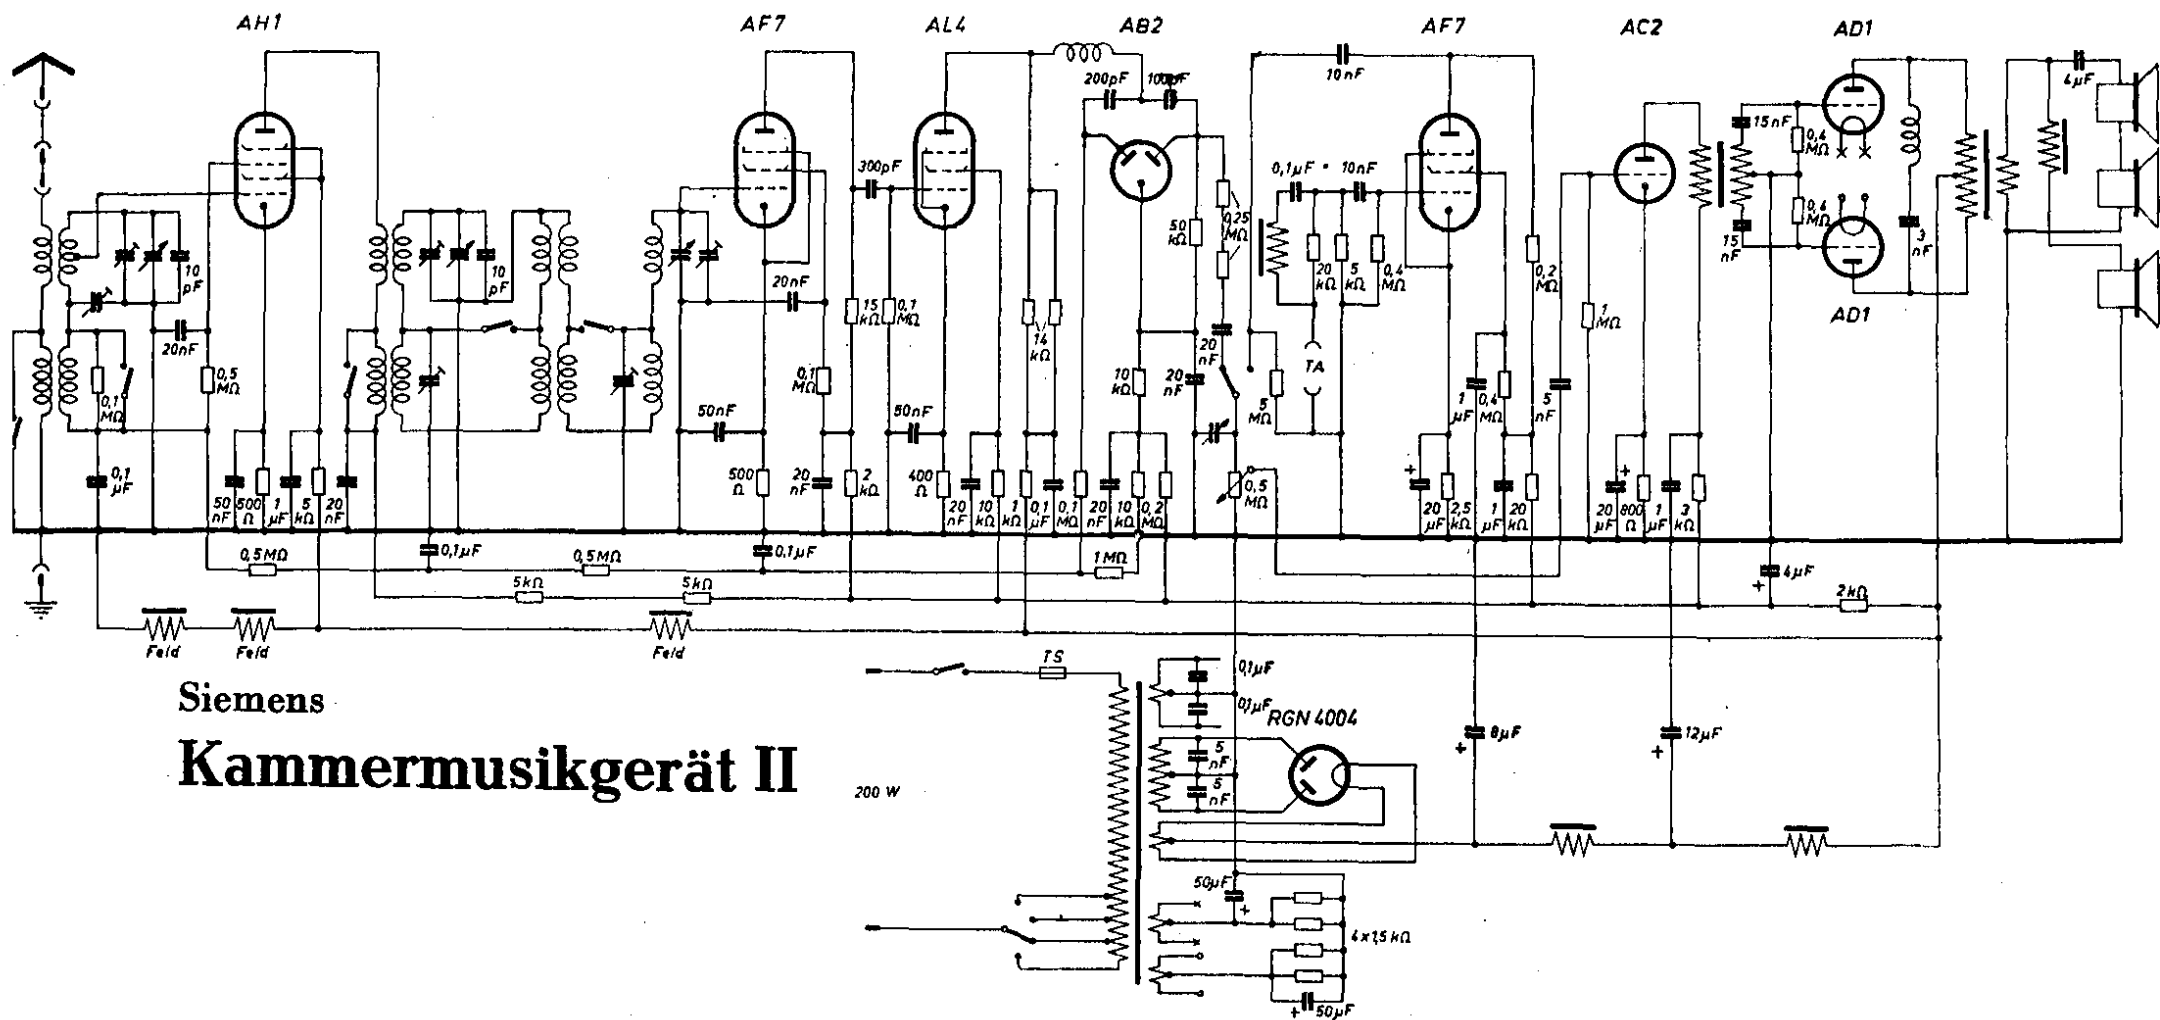 AH1
AF7
AL4
AB2
AF7
AC2
AD1
4µF
200pF
100pF
10nF
300pF
0,1µF
10nF
15nF
0,4
MΩ
0,4
MΩ
15
nF
3
nF
AD1
10
pF
10
pF
20nF
50
kΩ
0,25
MΩ
20
kΩ
5
kΩ
0,4
MΩ
0,2
MΩ
1
MΩ
20nF
0,5
MΩ
0,1
MΩ
0,1
MΩ
15
kΩ
0,1
MΩ
14
kΩ
10
kΩ
20
nF
20
nF
5
MΩ
TA
1
µF
0,4
MΩ
5
nF
50nF
50nF
0,1
µF
50
nF
500
Ω
1
µF
5
kΩ
20
nF
500
Ω
20
nF
2
kΩ
400
Ω
20
nF
10
kΩ
1
kΩ
0,1
µF
0,1
MΩ
20
nF
10
kΩ
0,2
MΩ
0,5
MΩ
+
20
µF
2,5
kΩ
1
µF
20
kΩ
+
20
µF
800
Ω
1
µF
3
kΩ
0,5MΩ
0,1µF
0,5MΩ
0,1µF
1MΩ
5kΩ
5kΩ
+ 4µF
2kΩ
Feld
Feld
Feld
Siemens
Kammermusikgerät II
200 W
TS
0,1µF
0,1µF
RGN 4004
5
nF
5
nF
+ 8µF
+ 12µF
50µF
+
4x1,5kΩ
+ 50µF